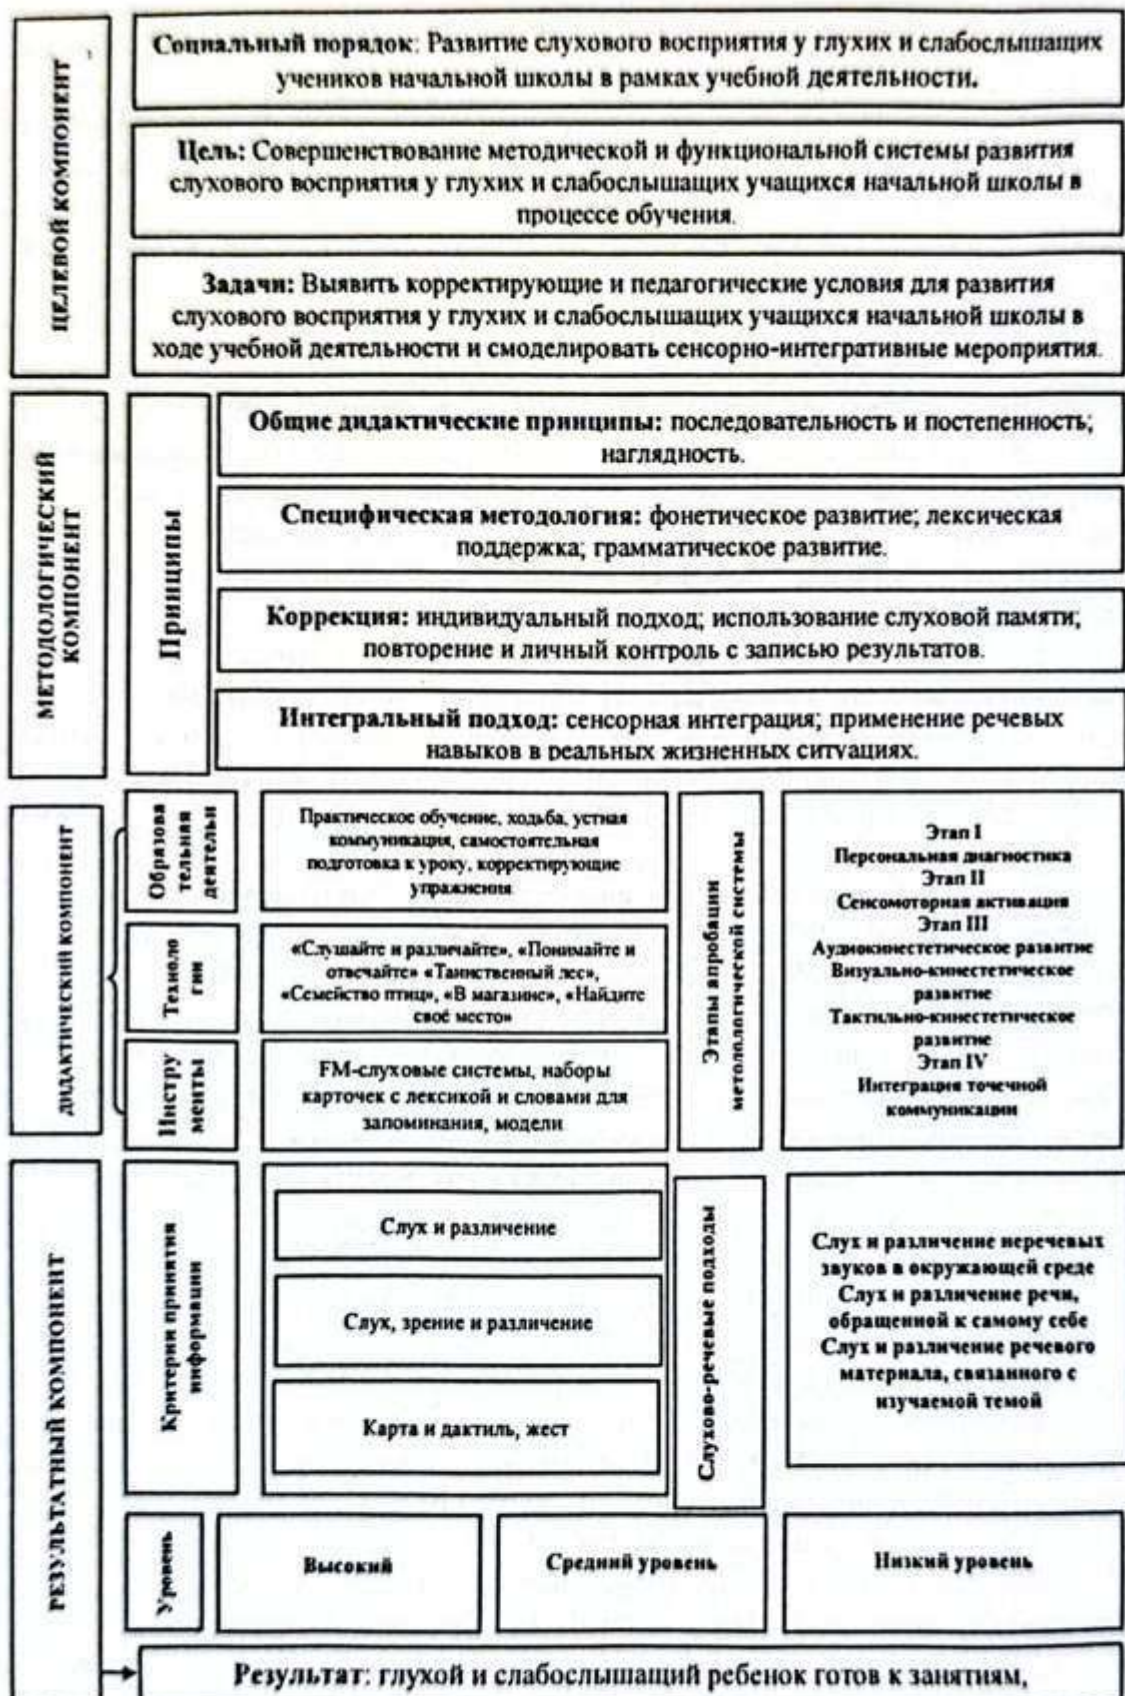 ЦЕЛЕВОЙ КОМПОНЕНТ
Социальный порядок: Развитие слухового восприятия у глухих и слабослышащих
учеников начальной школы в рамках учебной деятельности.
Цель: Совершенствование методической и функциональной системы развития
слухового восприятия у глухих и слабослышащих учащихся начальной школы в
процессе обучения.
Задачи: Выявить корректирующие и педагогические условия для развития
слухового восприятия у глухих и слабослышащих учащихся начальной школы в
ходе учебной деятельности и смоделировать сенсорно-интегративные мероприятия.
МЕТОДОЛОГИЧЕСКИЙ
КОМПОНЕНТ
Принципы
Общие дидактические принципы: последовательность и постепенность;
наглядность.
Специфическая методология: фонетическое развитие; лексическая
поддержка; грамматическое развитие.
Коррекция: индивидуальный подход; использование слуховой памяти;
повторение и личный контроль с записью результатов.
Интегральный подход: сенсорная интеграция; применение речевых
навыков в реальных жизненных ситуациях.
ДИДАКТИЧЕСКИЙ КОМПОНЕНТ
Образова
тельная
деятельн
Практическое обучение, ходьба, устная
коммуникация, самостоятельная
подготовка к уроку, корректирующие
упражнения
Техноло
гии
«Слушайте и различайте», «Понимайте и
отвечайте» «Таинственный лес»,
«Семейство птиц», «В магазине», «Найдите
своё место»
Инстру
менты
FM-слуховые системы, наборы
карточек с лексикой и словами для
запоминания, модели
Этапы впробации
метолологической системы
Этап I
Персональная диагностика
Этап II
Сенсомоторная активация
Этап III
Аудиокинестетическое развитие
Визуально-кинестетическое
развитие
Тактильно-кинестетическое
развитие
Этап IV
Интеграция точечной
коммуникации
РЕЗУЛЬТАТНЫЙ КОМПОНЕНТ
Критерии принятия
информации
Слух и различение
Слух, зрение и различение
Карта и дактиль, жест
Слухово-речевые подходы
Слух и различение неречевых
звуков в окружающей среде
Слух и различение речи,
обращенной к самому себе
Слух и различение речевого
материала, связанного с
изучаемой темой
Уровень
Высокий
Средний уровень
Низкий уровень
Результат: глухой и слабослышащий ребенок готов к занятиям,